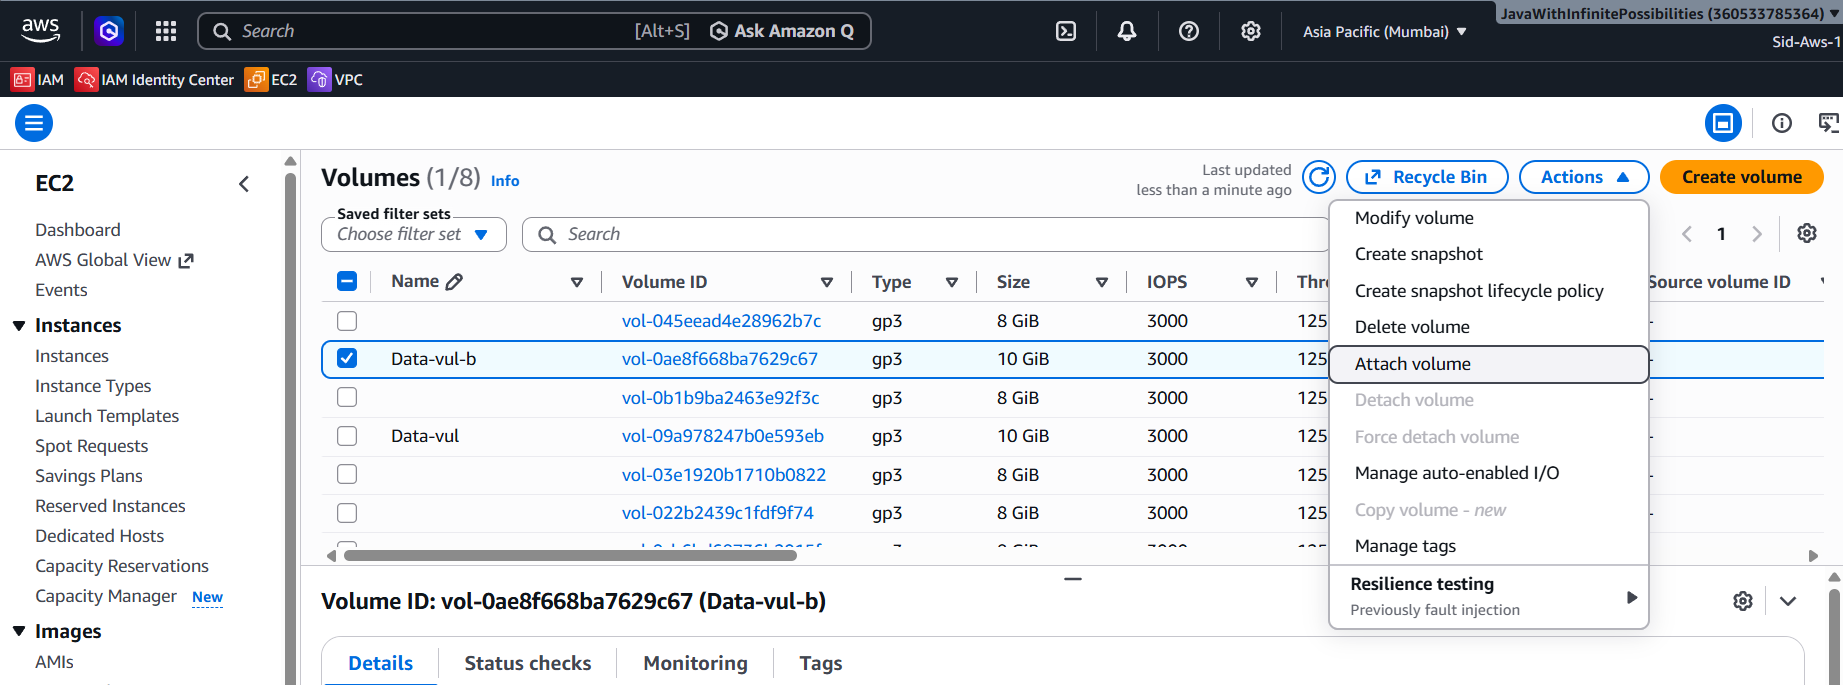 aws
Search [Alt+S] Ask Amazon Q
Asia Pacific (Mumbai) ▼
JavaWithInfinitePossibilities (360533785364) ▼
Sid-Aws-1
IAM IAM Identity Center EC2 VPC
EC2
Dashboard
AWS Global View
Events
Instances
Instances
Instance Types
Launch Templates
Spot Requests
Savings Plans
Reserved Instances
Dedicated Hosts
Capacity Reservations
Capacity Manager New
Images
AMIs
Volumes (1/8) Info
Last updated
less than a minute ago
Recycle Bin
Actions
Create volume
Saved filter sets
Choose filter set
Search
1
Name Volume ID Type Size IOPS Thr Source volume ID
vol-045eead4e28962b7c gp3 8 GiB 3000 125 -
Data-vul-b vol-0ae8f668ba7629c67 gp3 10 GiB 3000 125 -
vol-0b1b9ba2463e92f3c gp3 8 GiB 3000 125 -
Data-vul vol-09a978247b0e593eb gp3 10 GiB 3000 125 -
vol-03e1920b1710b0822 gp3 8 GiB 3000 125 -
vol-022b2439c1fdf9f74 gp3 8 GiB 3000 125 -
Modify volume
Create snapshot
Create snapshot lifecycle policy
Delete volume
Attach volume
Detach volume
Force detach volume
Manage auto-enabled I/O
Copy volume - new
Manage tags
Resilience testing
Previously fault injection
Volume ID: vol-0ae8f668ba7629c67 (Data-vul-b)
Details Status checks Monitoring Tags